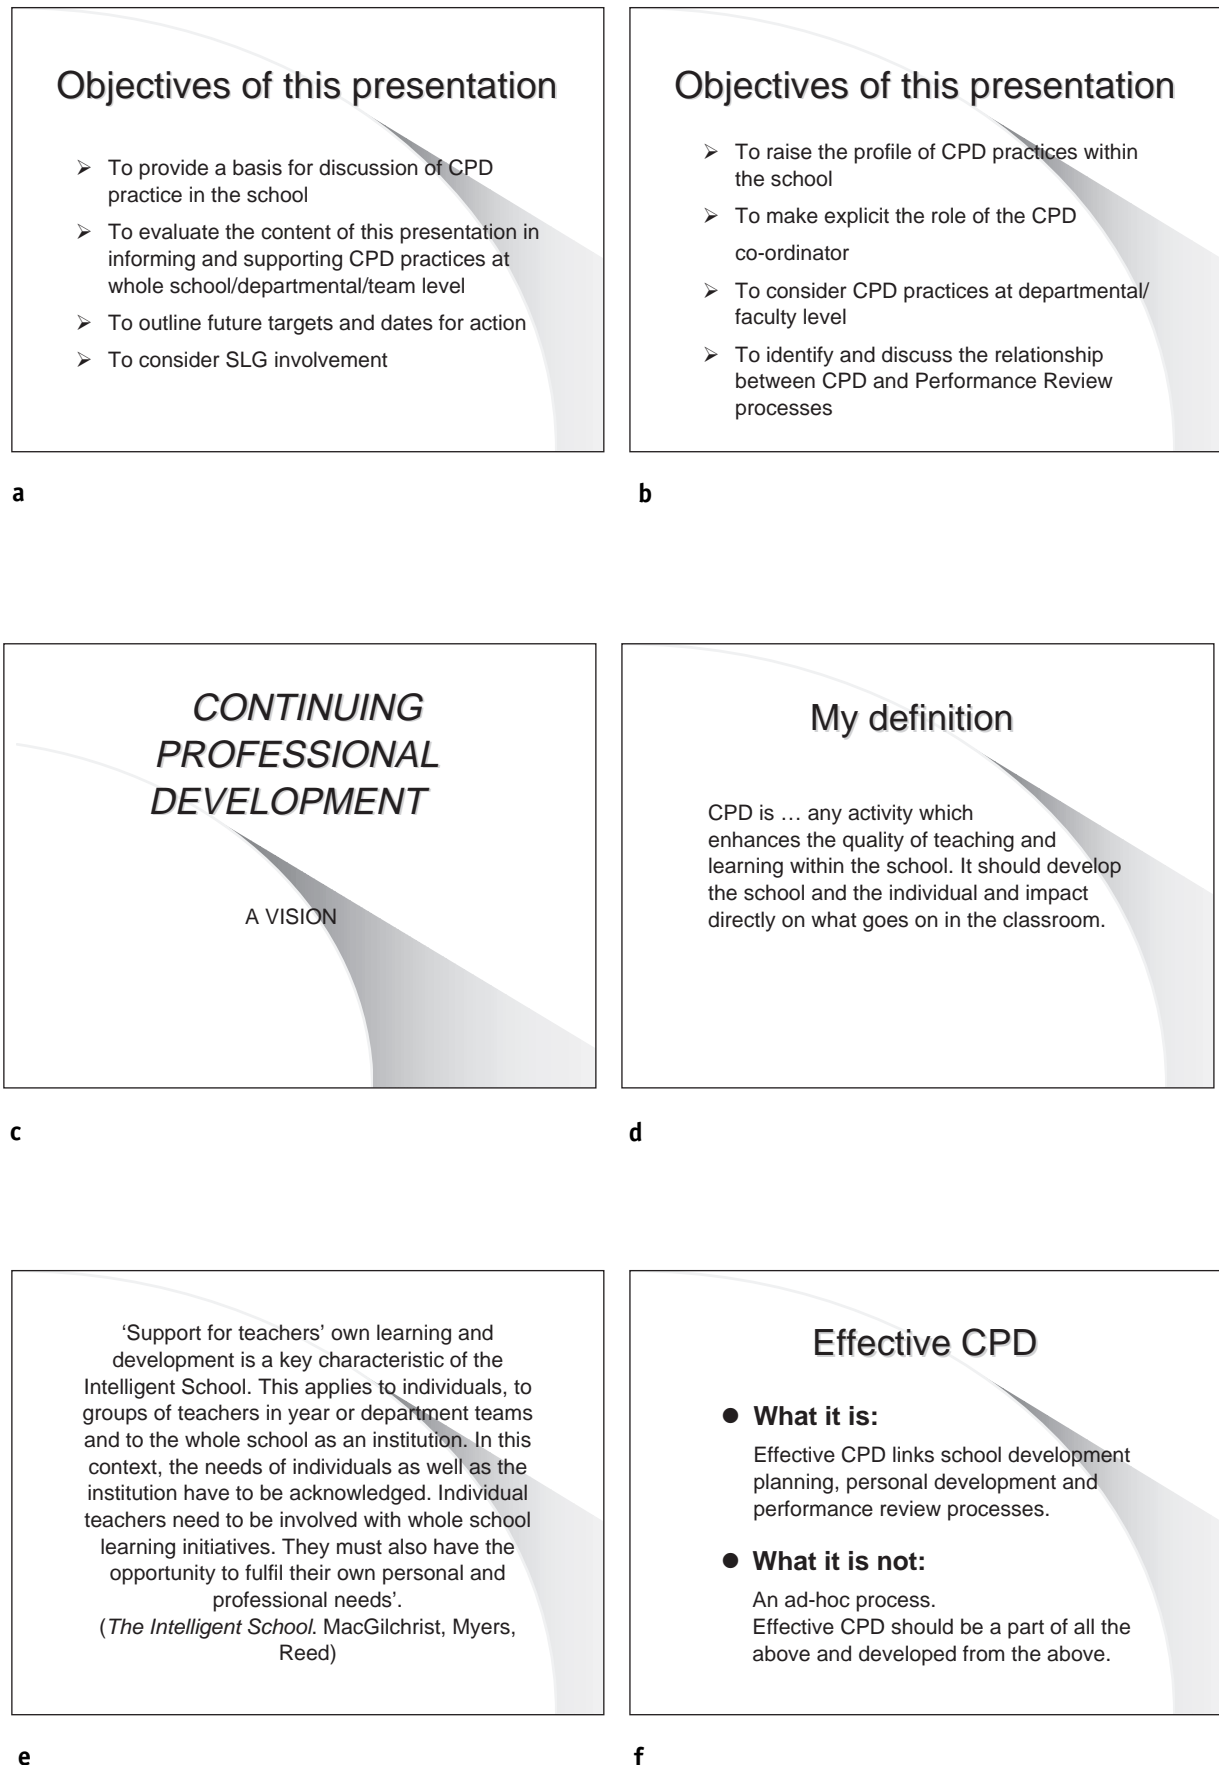 Objectives of this presentation
➢ To provide a basis for discussion of CPD
practice in the school
➢ To evaluate the content of this presentation in
informing and supporting CPD practices at
whole school/departmental/team level
➢ To outline future targets and dates for action
➢ To consider SLG involvement
a
Objectives of this presentation
➢ To raise the profile of CPD practices within
the school
➢ To make explicit the role of the CPD
co-ordinator
➢ To consider CPD practices at departmental/
faculty level
➢ To identify and discuss the relationship
between CPD and Performance Review
processes
b
CONTINUING
PROFESSIONAL
DEVELOPMENT
A VISION
c
My definition
CPD is … any activity which
enhances the quality of teaching and
learning within the school. It should develop
the school and the individual and impact
directly on what goes on in the classroom.
d
‘Support for teachers’ own learning and
development is a key characteristic of the
Intelligent School. This applies to individuals, to
groups of teachers in year or department teams
and to the whole school as an institution. In this
context, the needs of individuals as well as the
institution have to be acknowledged. Individual
teachers need to be involved with whole school
learning initiatives. They must also have the
opportunity to fulfil their own personal and
professional needs’.
(The Intelligent School. MacGilchrist, Myers,
Reed)
e
Effective CPD
● What it is:
Effective CPD links school development
planning, personal development and
performance review processes.
● What it is not:
An ad-hoc process.
Effective CPD should be a part of all the
above and developed from the above.
f